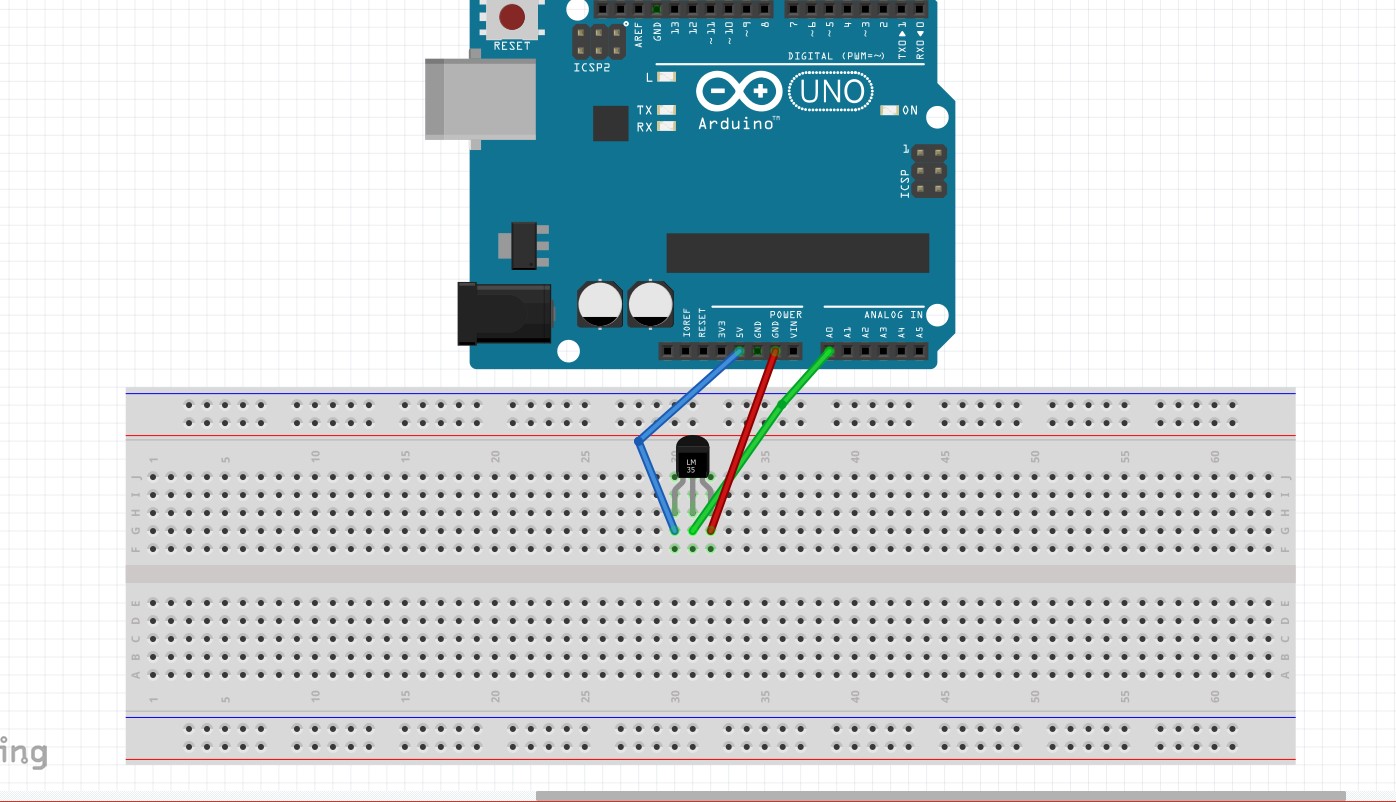 RESET
ICSP2
AREF
GND
13
12
~11
~10
~9
8
7
~6
~5
4
~3
2
TX0▶1
RX0◀0
DIGITAL (PWM=~)
L
TX
RX
Arduino™
UNO
ON
1
ICSP
POWER
ANALOG IN
IOREF
RESET
3V3
5V
GND
GND
VIN
A0
A1
A2
A3
A4
A5
1 5 10 15 20 25 30 35 40 45 50 55 60
LM
35
J J
I I
H H
G G
F F
E E
D D
C C
B B
A A
1 5 10 15 20 25 30 35 40 45 50 55 60
ing